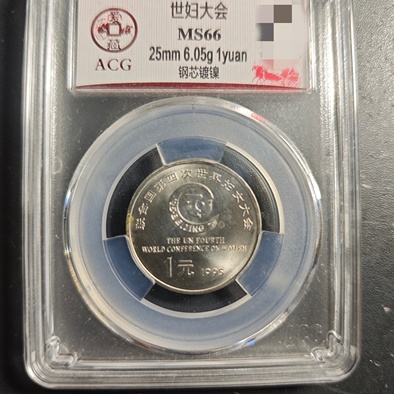 世妇大会
MS66
25mm 6.05g 1yuan
钢芯镀镍
ACG
联合国第四次世界妇女大会
BEIJING
THE UN FOURTH
WORLD CONFERENCE ON WOMEN
1元 1995